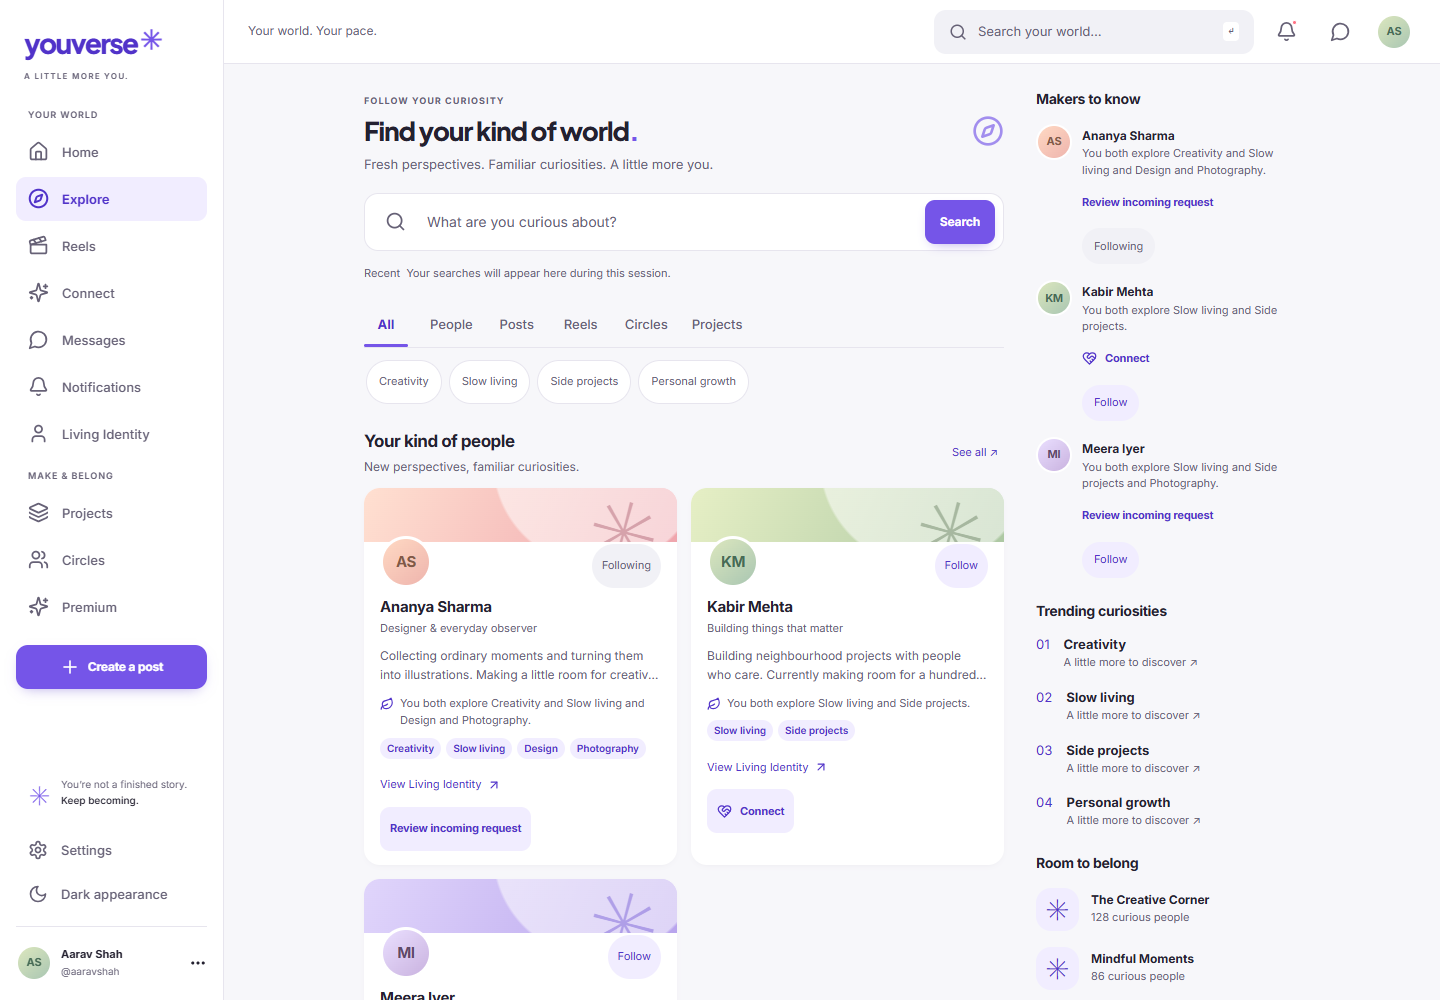 youverse
A LITTLE MORE YOU.
YOUR WORLD
Home
Explore
Reels
Connect
Messages
Notifications
Living Identity
MAKE & BELONG
Projects
Circles
Premium
Create a post
You're not a finished story.
Keep becoming.
Settings
Dark appearance
AS
Aarav Shah
@aaravshah
Your world. Your pace.
Search your world...
AS
FOLLOW YOUR CURIOSITY
Find your kind of world.
Fresh perspectives. Familiar curiosities. A little more you.
What are you curious about?
Search
Recent Your searches will appear here during this session.
All People Posts Reels Circles Projects
Creativity Slow living Side projects Personal growth
Your kind of people
New perspectives, familiar curiosities.
See all ↗
AS
Following
Ananya Sharma
Designer & everyday observer
Collecting ordinary moments and turning them
into illustrations. Making a little room for creativ...
You both explore Creativity and Slow living and
Design and Photography.
Creativity Slow living Design Photography
View Living Identity
Review incoming request
KM
Follow
Kabir Mehta
Building things that matter
Building neighbourhood projects with people
who care. Currently making room for a hundred...
You both explore Slow living and Side projects.
Slow living Side projects
View Living Identity
Connect
MI
Follow
Meera Iyer
Makers to know
AS
Ananya Sharma
You both explore Creativity and Slow
living and Design and Photography.
Review incoming request
Following
KM
Kabir Mehta
You both explore Slow living and Side
projects.
Connect
Follow
MI
Meera Iyer
You both explore Slow living and Side
projects and Photography.
Review incoming request
Follow
Trending curiosities
01 Creativity
A little more to discover ↗
02 Slow living
A little more to discover ↗
03 Side projects
A little more to discover ↗
04 Personal growth
A little more to discover ↗
Room to belong
The Creative Corner
128 curious people
Mindful Moments
86 curious people